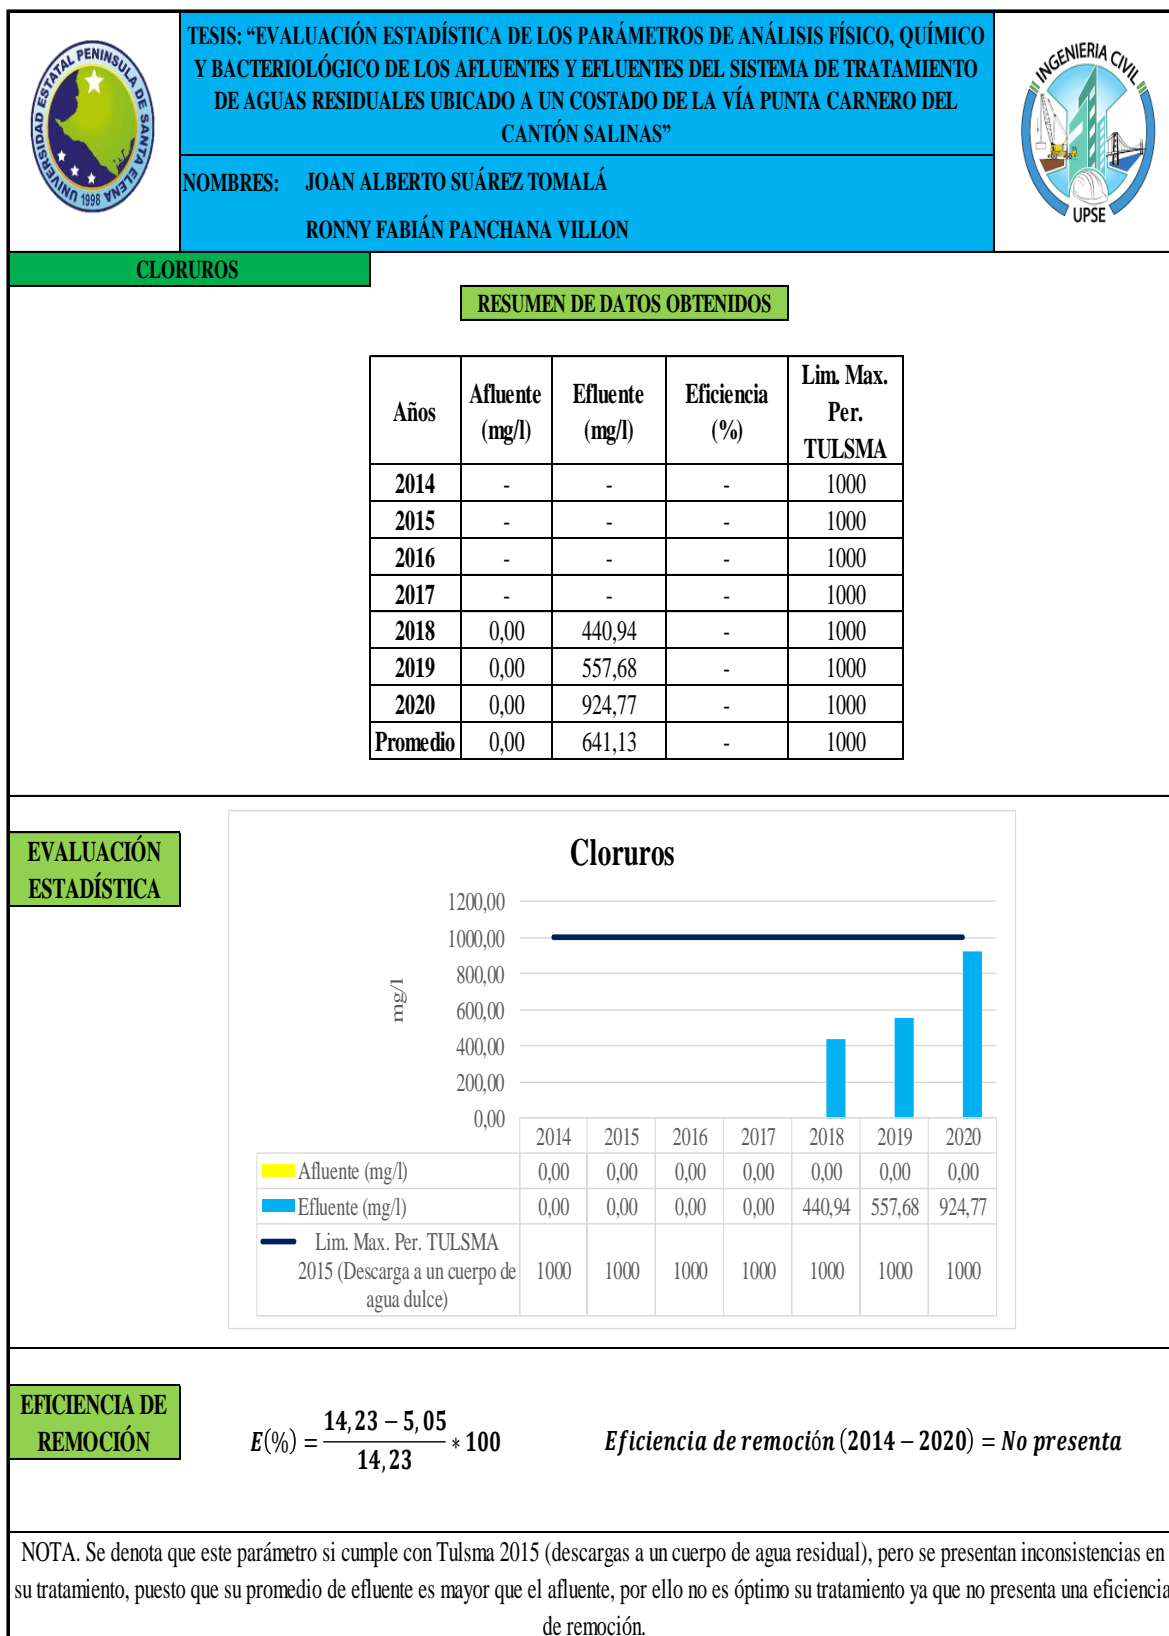 UNIVERSIDAD ESTATAL PENINSULA DE SANTA ELENA
1998
TESIS: “EVALUACIÓN ESTADÍSTICA DE LOS PARÁMETROS DE ANÁLISIS FÍSICO, QUÍMICO
Y BACTERIOLÓGICO DE LOS AFLUENTES Y EFLUENTES DEL SISTEMA DE TRATAMIENTO
DE AGUAS RESIDUALES UBICADO A UN COSTADO DE LA VÍA PUNTA CARNERO DEL
CANTÓN SALINAS”
NOMBRES: JOAN ALBERTO SUÁREZ TOMALÁ
RONNY FABIÁN PANCHANA VILLON
INGENIERIA CIVIL
UPSE
CLORUROS
RESUMEN DE DATOS OBTENIDOS
Años Afluente (mg/l) Efluente (mg/l) Eficiencia (%) Lim. Max. Per. TULSMA
2014 - - - 1000
2015 - - - 1000
2016 - - - 1000
2017 - - - 1000
2018 0,00 440,94 - 1000
2019 0,00 557,68 - 1000
2020 0,00 924,77 - 1000
Promedio 0,00 641,13 - 1000
EVALUACIÓN
ESTADÍSTICA
Cloruros
mg/l
1200,00
1000,00
800,00
600,00
400,00
200,00
0,00
2014 2015 2016 2017 2018 2019 2020
Afluente (mg/l) 0,00 0,00 0,00 0,00 0,00 0,00 0,00
Efluente (mg/l) 0,00 0,00 0,00 0,00 440,94 557,68 924,77
Lim. Max. Per. TULSMA
2015 (Descarga a un cuerpo de 1000 1000 1000 1000 1000 1000 1000
agua dulce)
EFICIENCIA DE
REMOCIÓN
E(%) = (14,23 − 5,05) / 14,23 ∗ 100
Eficiencia de remoción (2014 − 2020) = No presenta
NOTA. Se denota que este parámetro si cumple con Tulsma 2015 (descargas a un cuerpo de agua residual), pero se presentan inconsistencias en
su tratamiento, puesto que su promedio de efluente es mayor que el afluente, por ello no es óptimo su tratamiento ya que no presenta una eficiencia
de remoción.